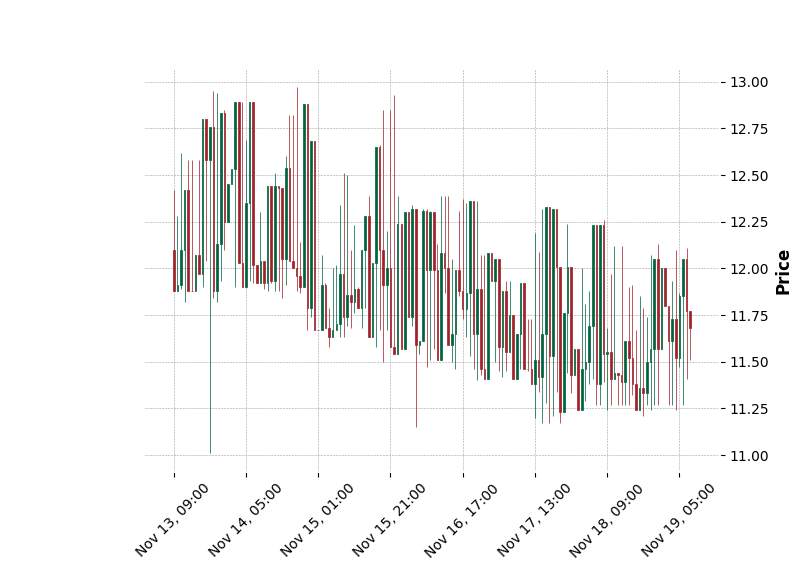 13.00
12.75
12.50
12.25
12.00
11.75
11.50
11.25
11.00
Price
Nov 13, 09:00
Nov 14, 05:00
Nov 15, 01:00
Nov 15, 21:00
Nov 16, 17:00
Nov 17, 13:00
Nov 18, 09:00
Nov 19, 05:00